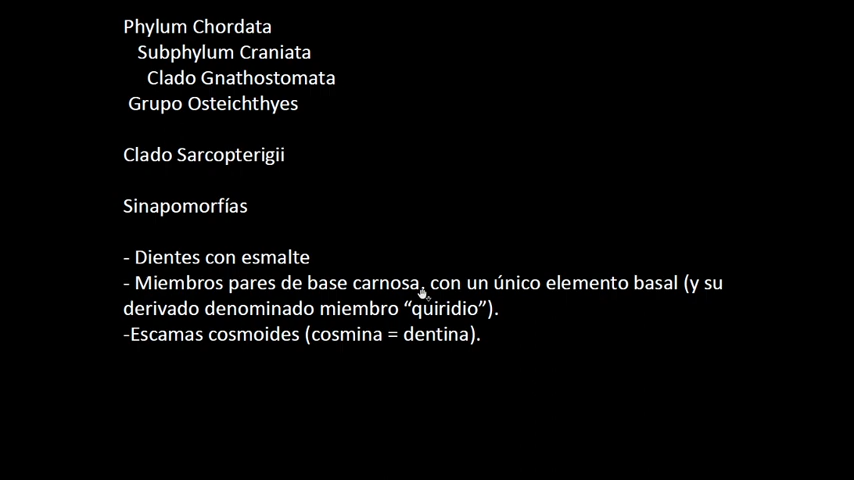 Phylum Chordata
Subphylum Craniata
Clado Gnathostomata
Grupo Osteichthyes
Clado Sarcopterigii
Sinapomorfías
- Dientes con esmalte
- Miembros pares de base carnosa, con un único elemento basal (y su
derivado denominado miembro “quiridio”).
-Escamas cosmoides (cosmina = dentina).